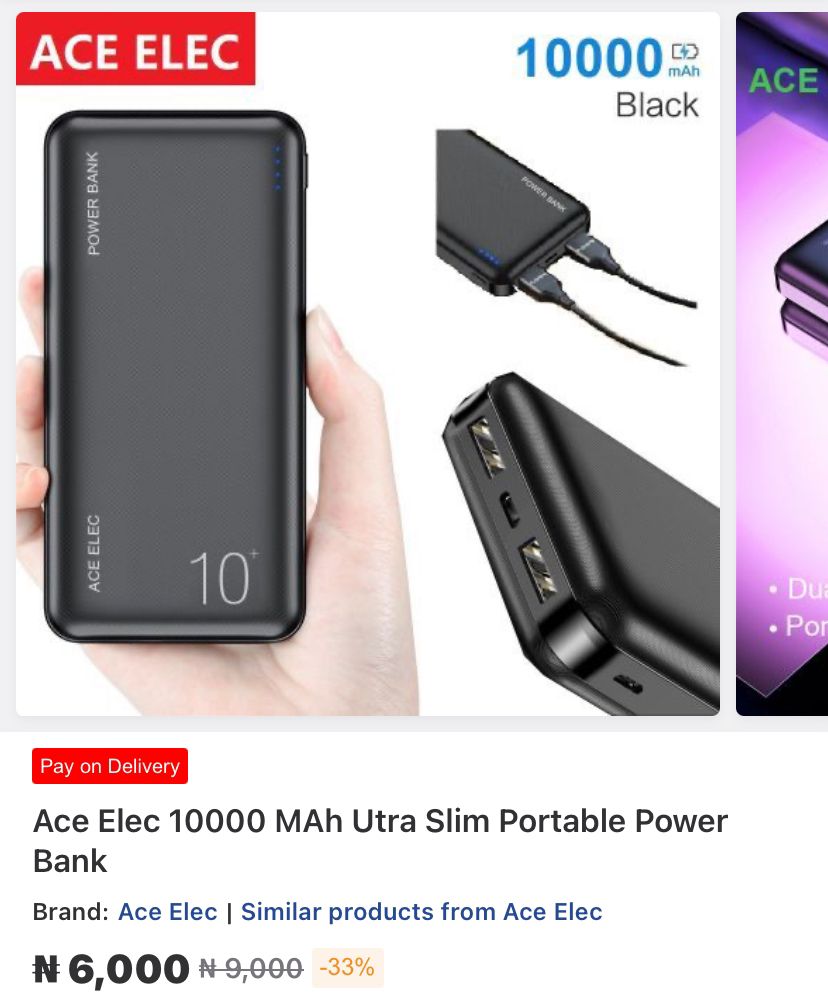 ACE ELEC
10000 mAh
Black
POWER BANK
ACE ELEC
10+
POWER BANK
ACE
• Dua
• Por
Pay on Delivery
Ace Elec 10000 MAh Utra Slim Portable Power
Bank
Brand: Ace Elec | Similar products from Ace Elec
₦ 6,000 ₦ 9,000 -33%